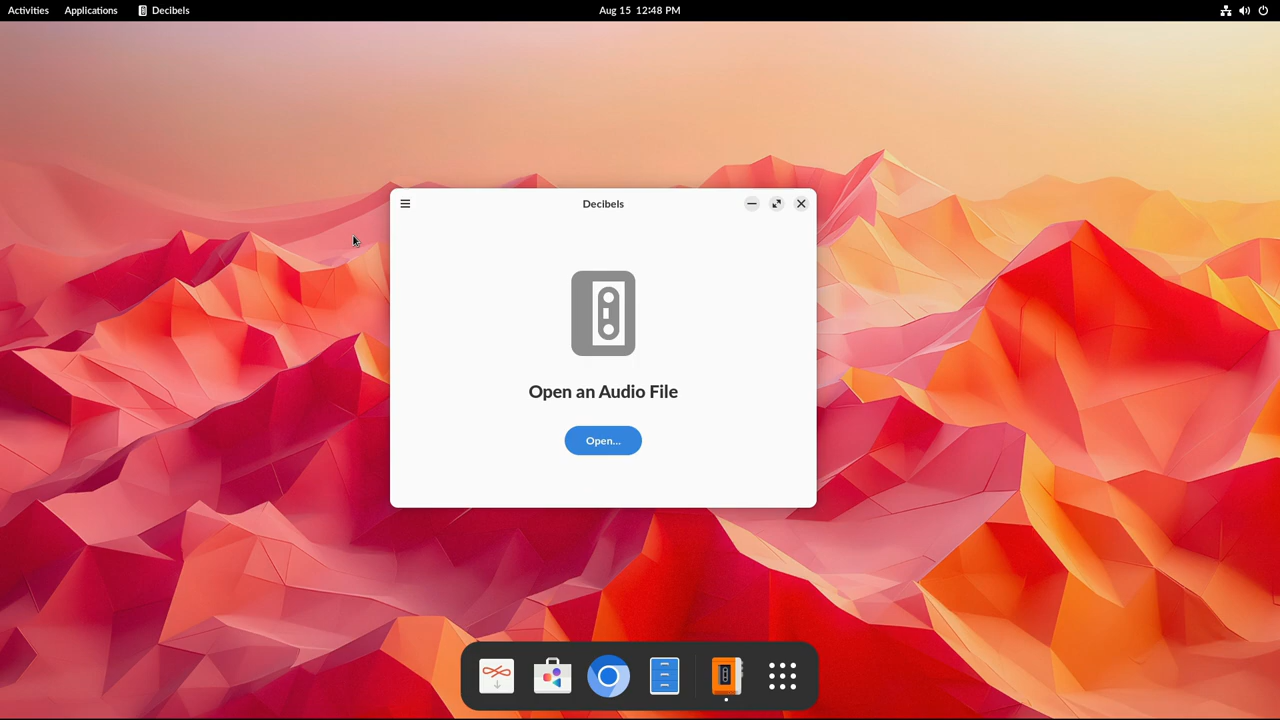 Activities Applications Decibels Aug 15 12:48 PM
Decibels
Open an Audio File
Open...